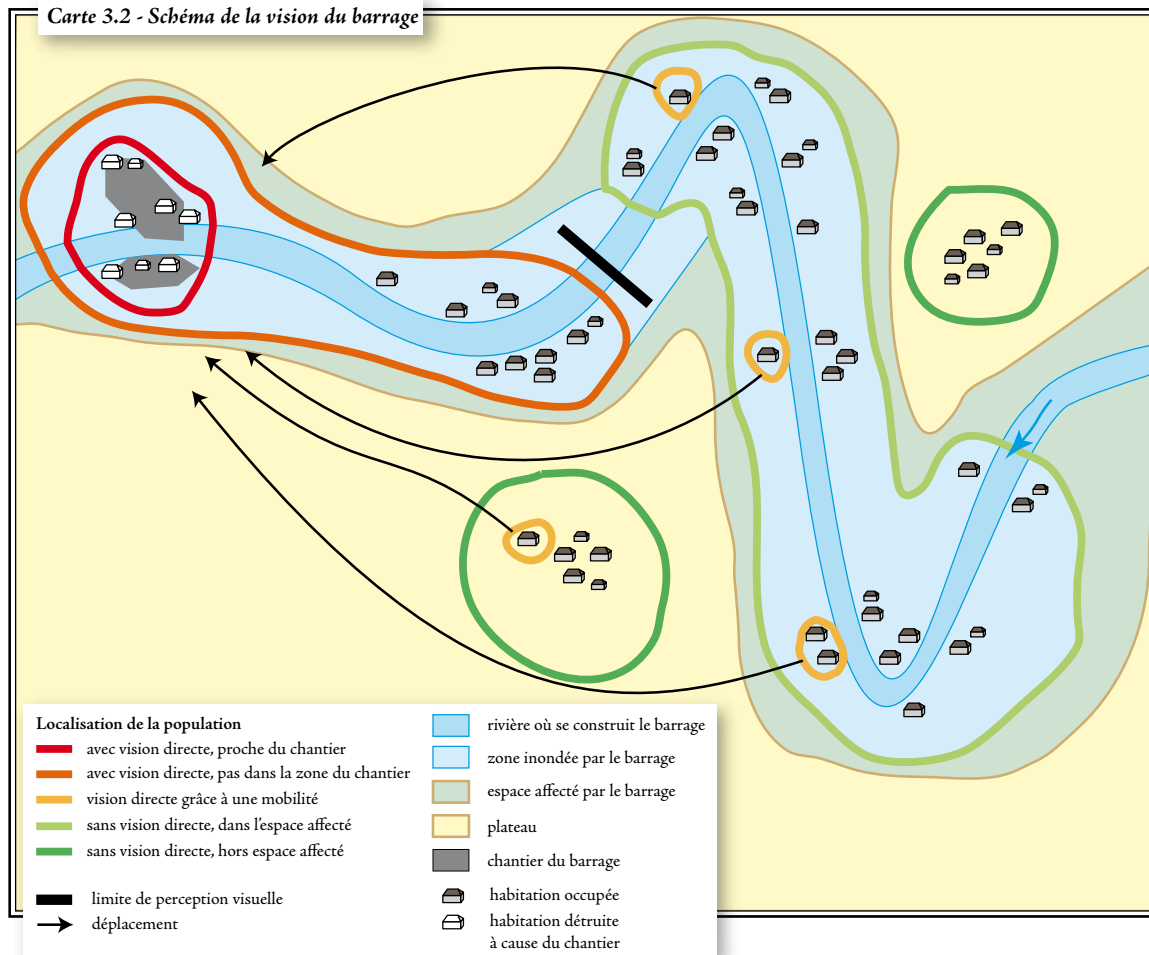 Carte 3.2 - Schéma de la vision du barrage
Localisation de la population
avec vision directe, proche du chantier
avec vision directe, pas dans la zone du chantier
vision directe grâce à une mobilité
sans vision directe, dans l'espace affecté
sans vision directe, hors espace affecté
limite de perception visuelle
déplacement
rivière où se construit le barrage
zone inondée par le barrage
espace affecté par le barrage
plateau
chantier du barrage
habitation occupée
habitation détruite
à cause du chantier